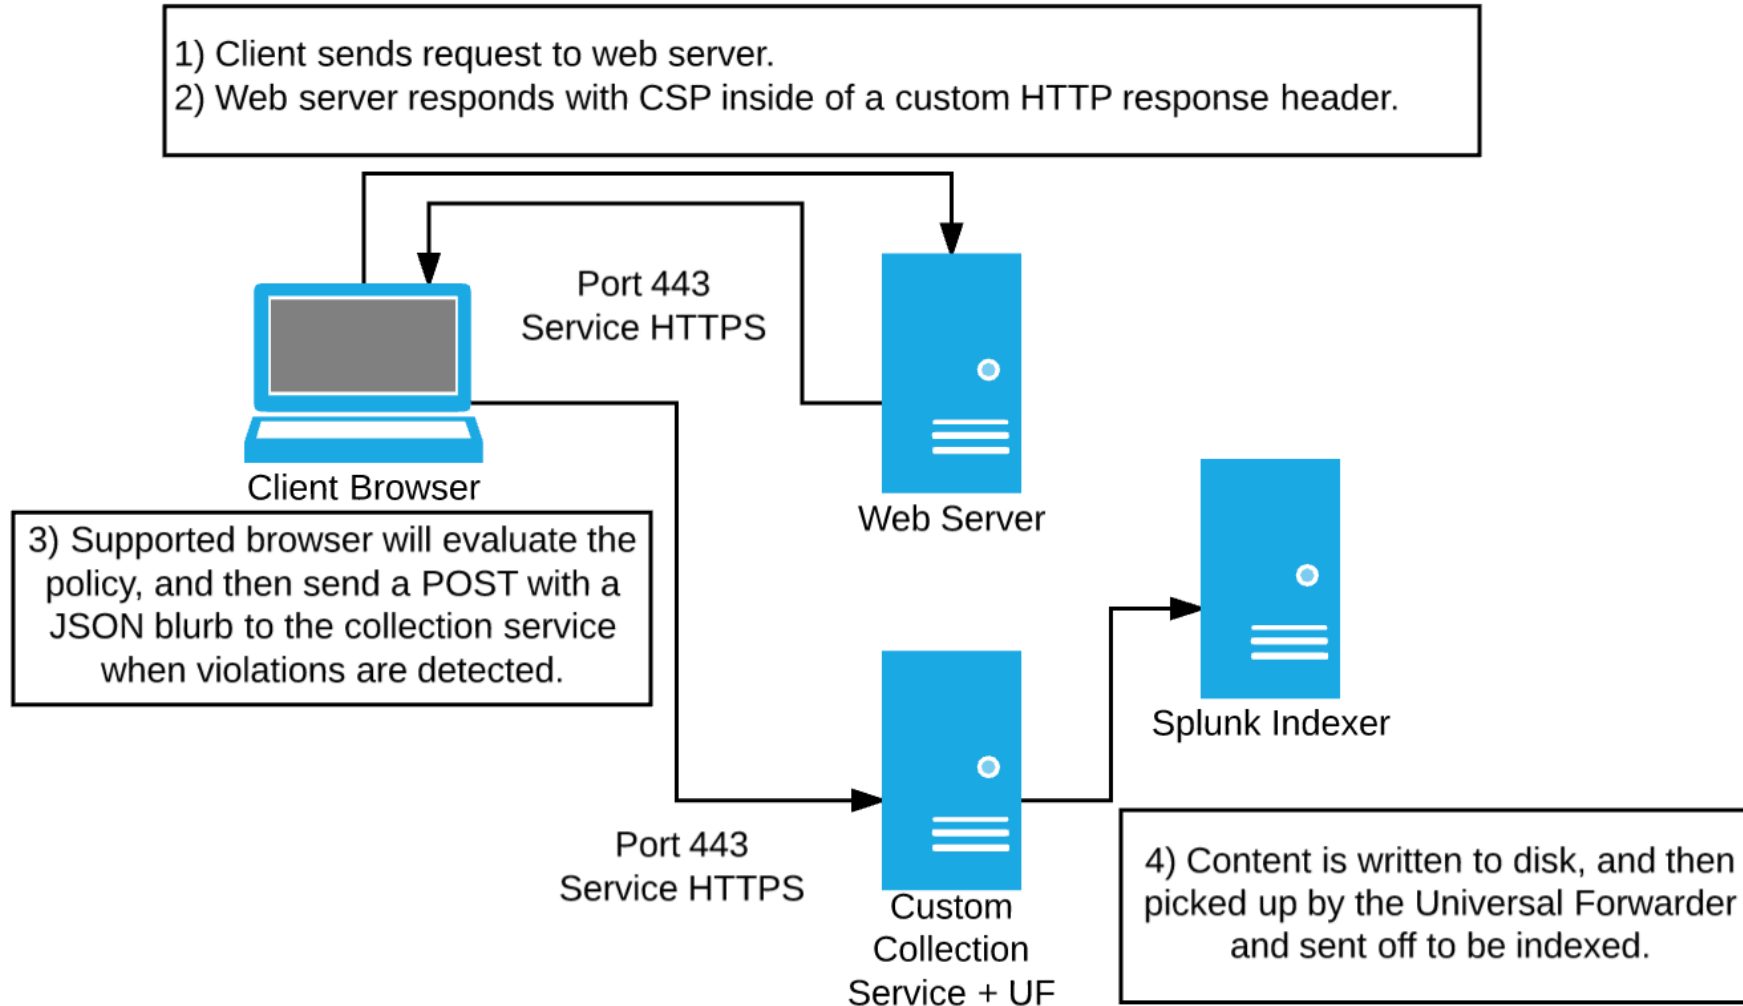 1) Client sends request to web server.
2) Web server responds with CSP inside of a custom HTTP response header.
Port 443
Service HTTPS
Client Browser
Web Server
3) Supported browser will evaluate the
policy, and then send a POST with a
JSON blurb to the collection service
when violations are detected.
Splunk Indexer
Port 443
Service HTTPS
Custom
Collection
Service + UF
4) Content is written to disk, and then
picked up by the Universal Forwarder
and sent off to be indexed.